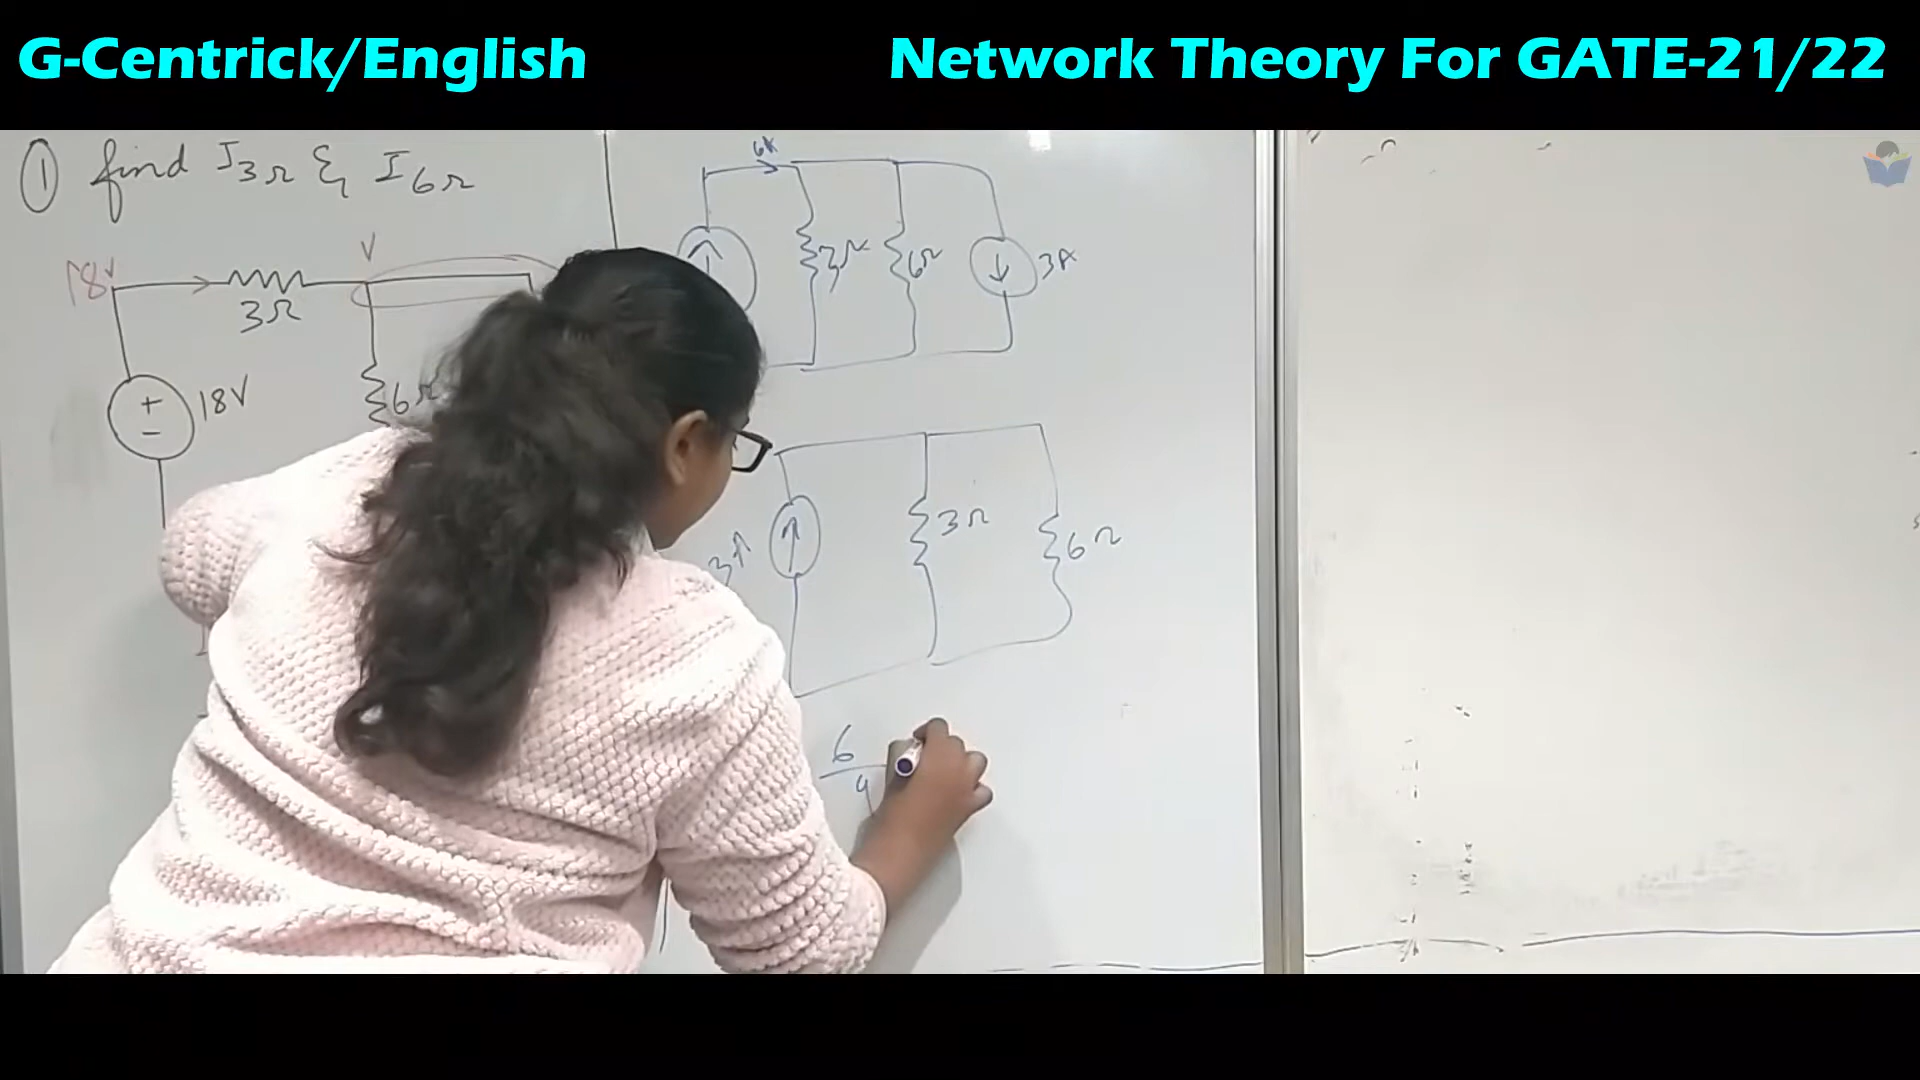 G-Centrick/English
Network Theory For GATE-21/22
① find I3Ω & I6Ω
18V
V
3Ω
+
-
18V
6Ω
6A
3Ω
6Ω
3A
3A
3Ω
6Ω
6
9